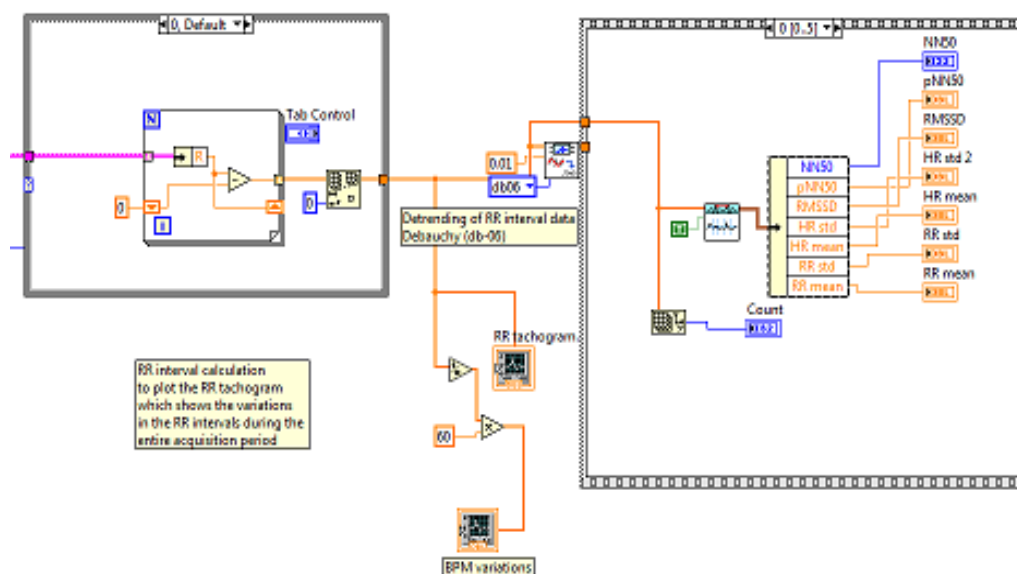 0, Default
N
Tab Control
R
0
i
0
0.01
db06
Detrending of RR interval data
Debauchy (db-06)
RR tachogram
60
BPM variations
RR interval calculation
to plot the RR tachogram
which shows the variations
in the RR intervals during the
entire acquisition period
0 [0..5]
NN50
pNN50
RMSSD
HR std
HR mean
RR std
RR mean
Count
NN50
pNN50
RMSSD
HR std 2
HR mean
RR std
RR mean